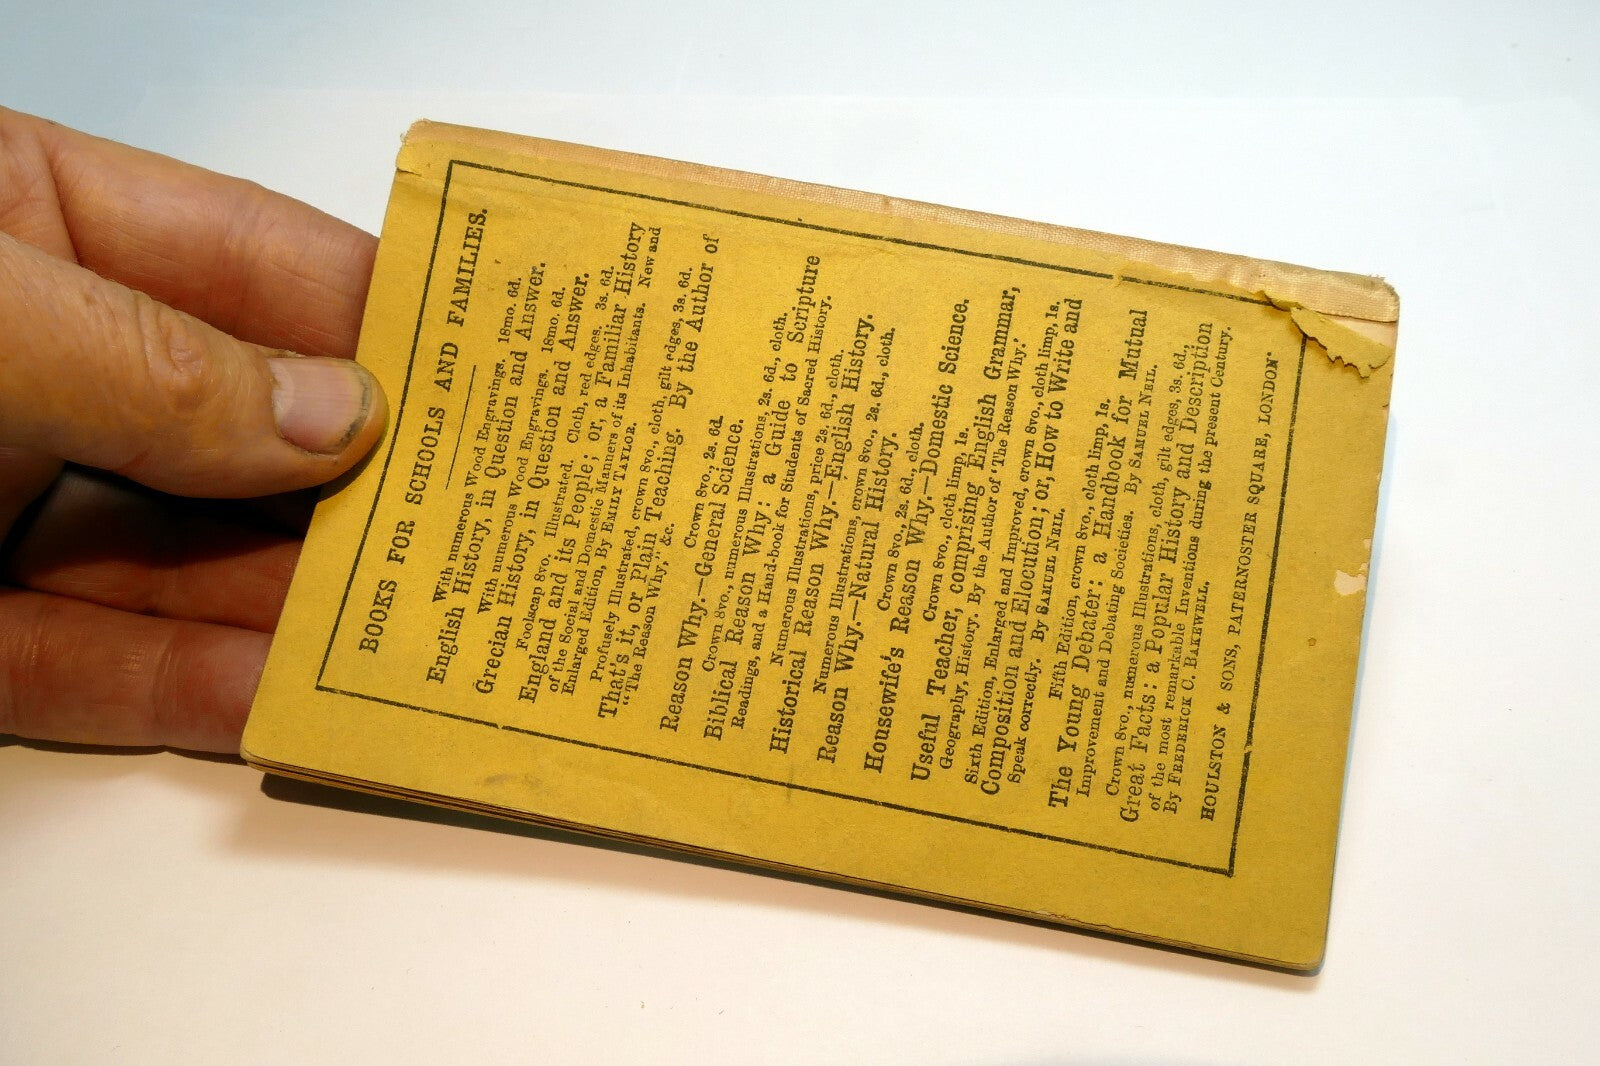 BOOKS FOR SCHOOLS AND FAMILIES.
With numerous Wood Engravings. 18mo. 6d.
English History, in Question and Answer.
With numerous Wood Engravings. 18mo. 6d.
Grecian History, in Question and Answer.
Foolscap 8vo. Illustrated. Cloth, red edges. 3s. 6d.
England and its People; or, a Familiar History
of the Social and Domestic Manners of its Inhabitants. New and
Enlarged Edition, By EMILY TAYLOR.
Profusely Illustrated, crown 8vo., cloth, gilt edges, 3s. 6d.
That's it, or Plain Teaching. By the Author of
"The Reason Why," &c.
Crown 8vo., 2s. 6d.
Reason Why.—General Science.
Crown 8vo., numerous Illustrations, 2s. 6d., cloth.
Biblical Reason Why: a Guide to Scripture
Readings, and a Hand-book for Students of Sacred History.
Numerous Illustrations, price 2s. 6d., cloth.
Historical Reason Why.—English History.
Numerous Illustrations, crown 8vo., 2s. 6d., cloth.
Reason Why.—Natural History.
Crown 8vo., 2s. 6d., cloth.
Housewife's Reason Why.—Domestic Science.
Crown 8vo., cloth limp, 1s.
Useful Teacher, comprising English Grammar,
Geography, History. By the Author of 'The Reason Why.'
Sixth Edition, Enlarged and Improved, crown 8vo., cloth limp, 1s.
Composition and Elocution; or, How to Write and
Speak correctly. By SAMUEL NEIL.
Fifth Edition, crown 8vo., cloth limp, 1s.
The Young Debater: a Handbook for Mutual
Improvement and Debating Societies. By SAMUEL NEIL.
Crown 8vo., numerous Illustrations, cloth, gilt edges, 3s. 6d.,
Great Facts: a Popular History and Description
of the most remarkable Inventions during the present Century.
By FREDERICK C. BAKEWELL.
HOULSTON & SONS, PATERNOSTER SQUARE, LONDON.